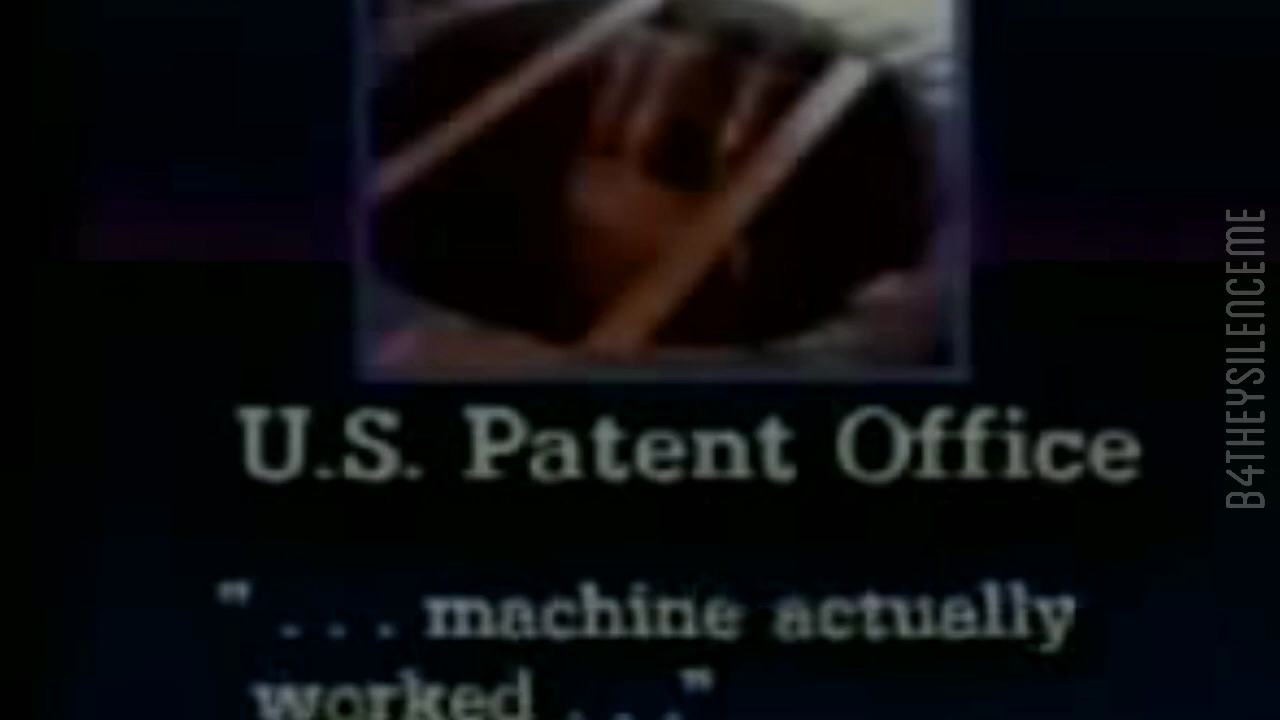 U.S. Patent Office
" . . . machine actually
worked . . ."
B4THEYSILENCEME